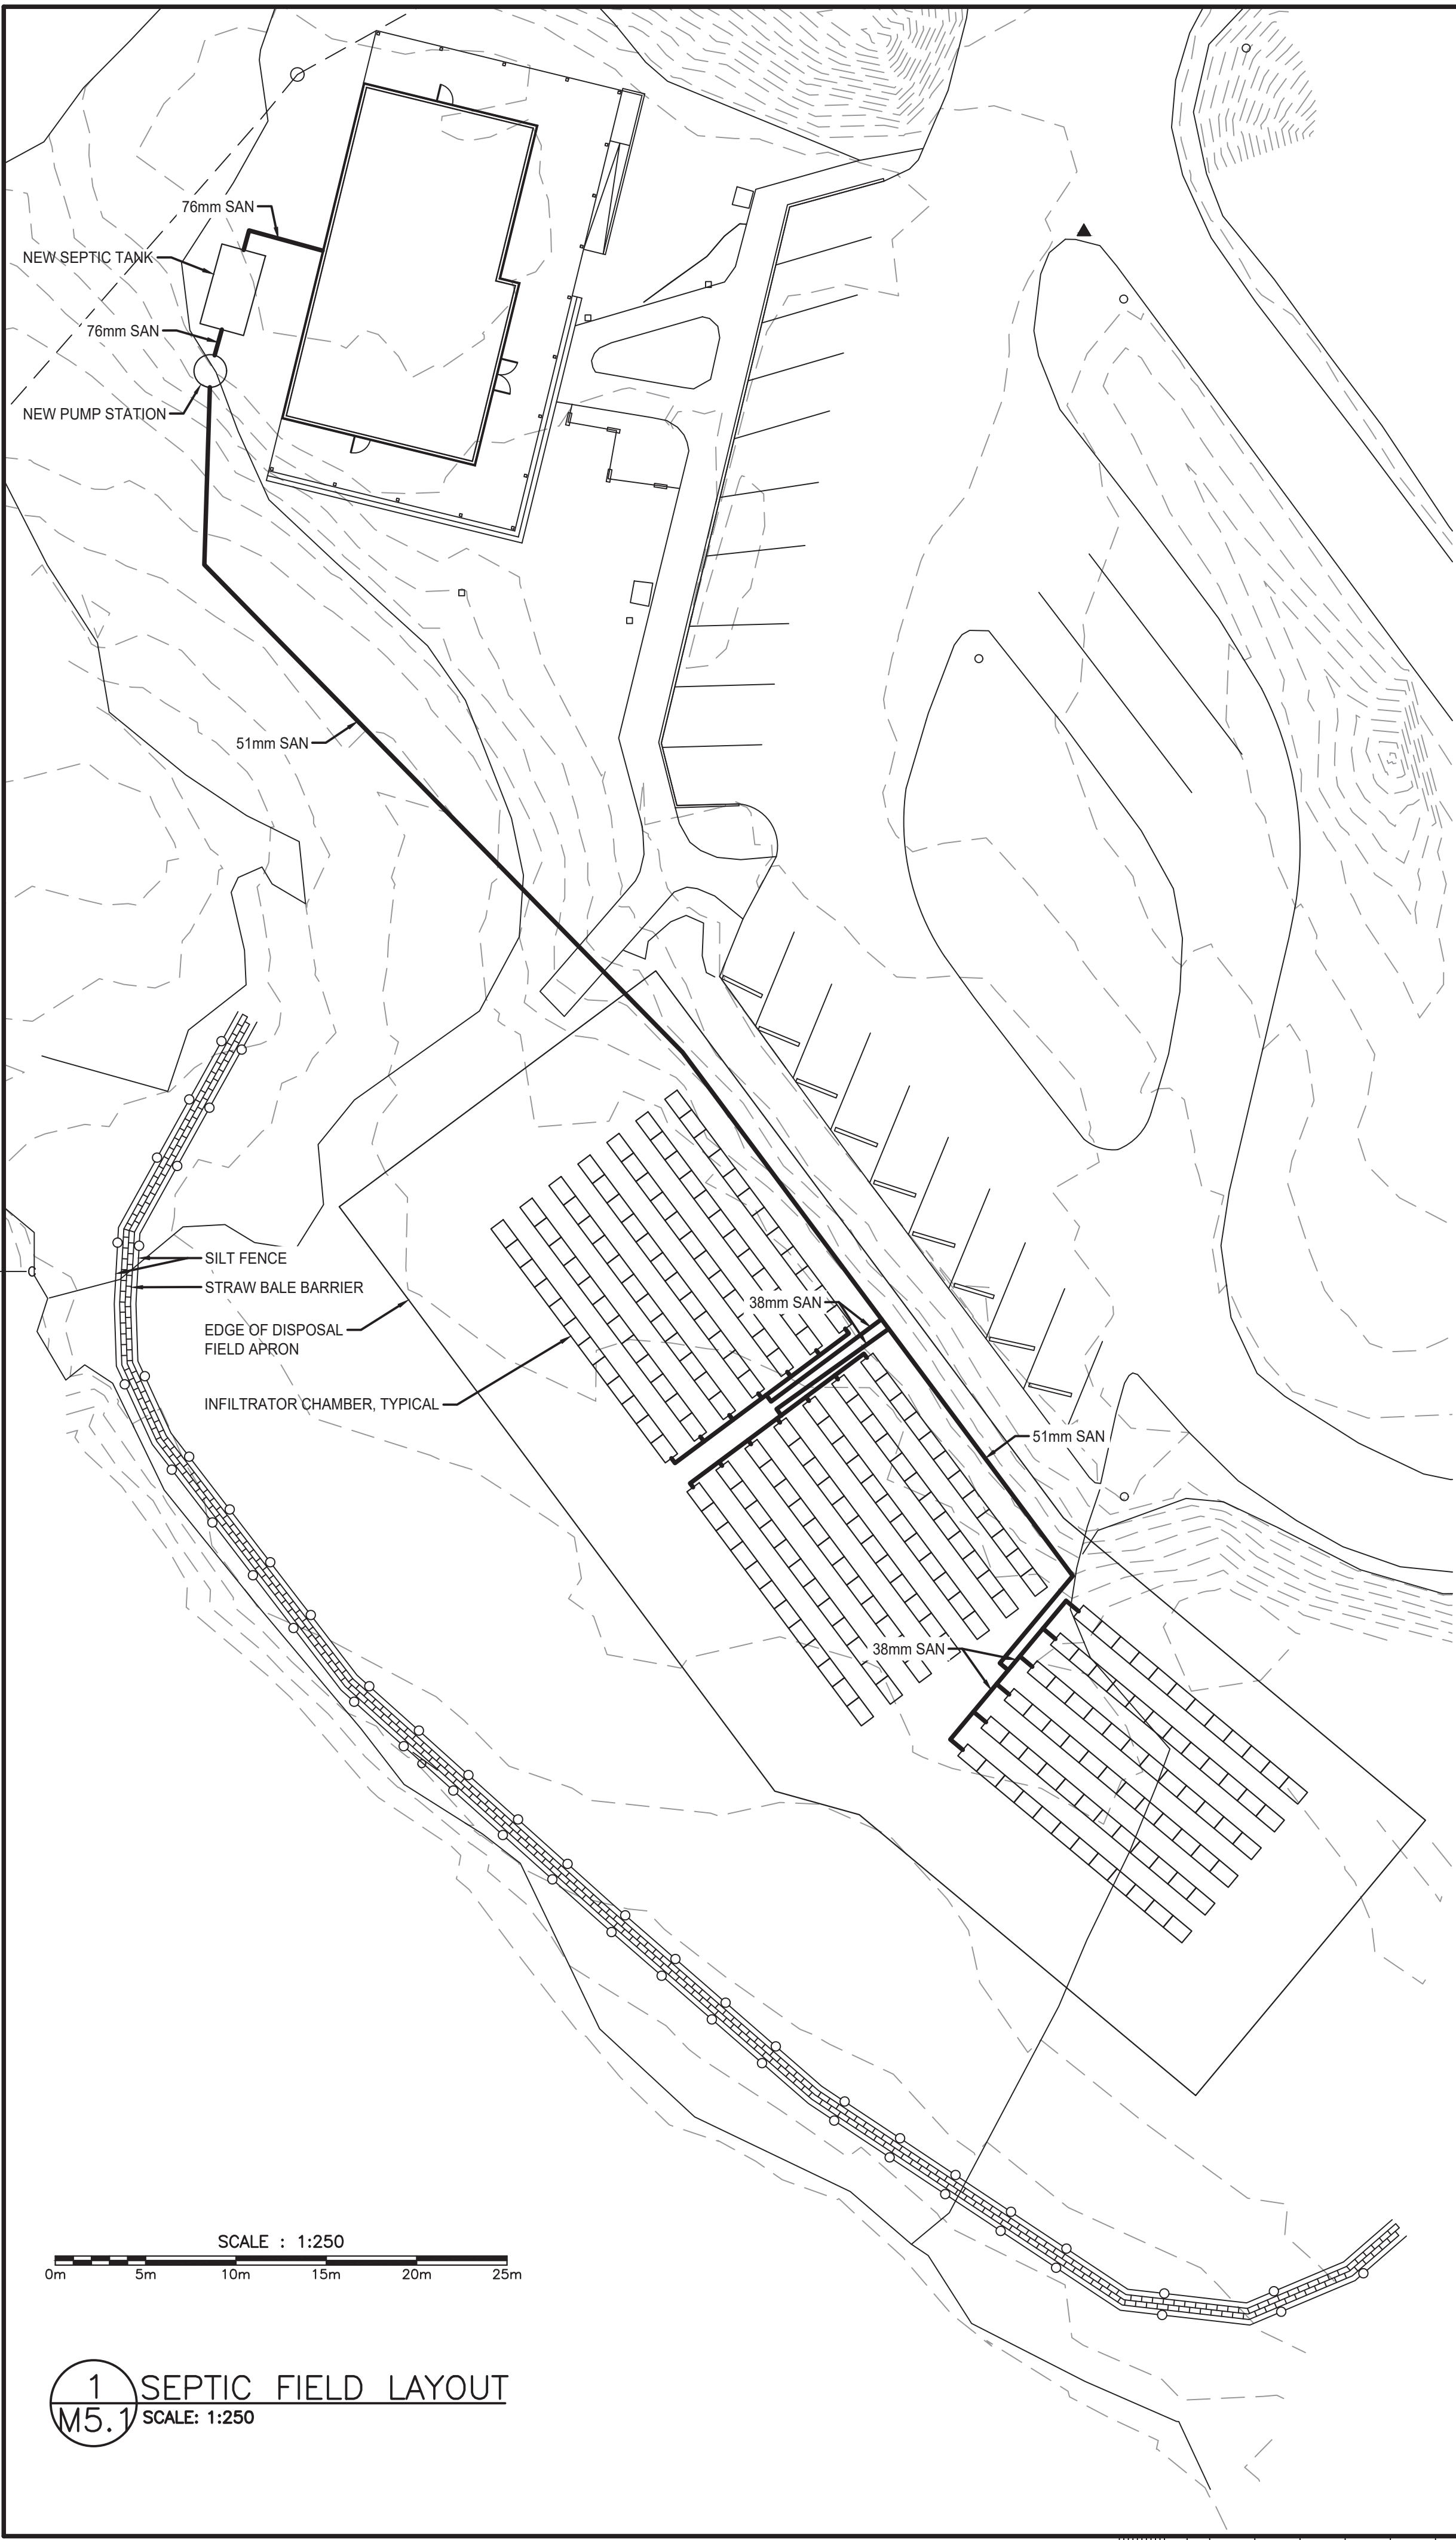 76mm SAN
NEW SEPTIC TANK
76mm SAN
NEW PUMP STATION
51mm SAN
SILT FENCE
STRAW BALE BARRIER
38mm SAN
EDGE OF DISPOSAL
FIELD APRON
INFILTRATOR CHAMBER, TYPICAL
51mm SAN
38mm SAN
SCALE : 1:250
0m 5m 10m 15m 20m 25m
1
SEPTIC FIELD LAYOUT
M5.1
SCALE: 1:250